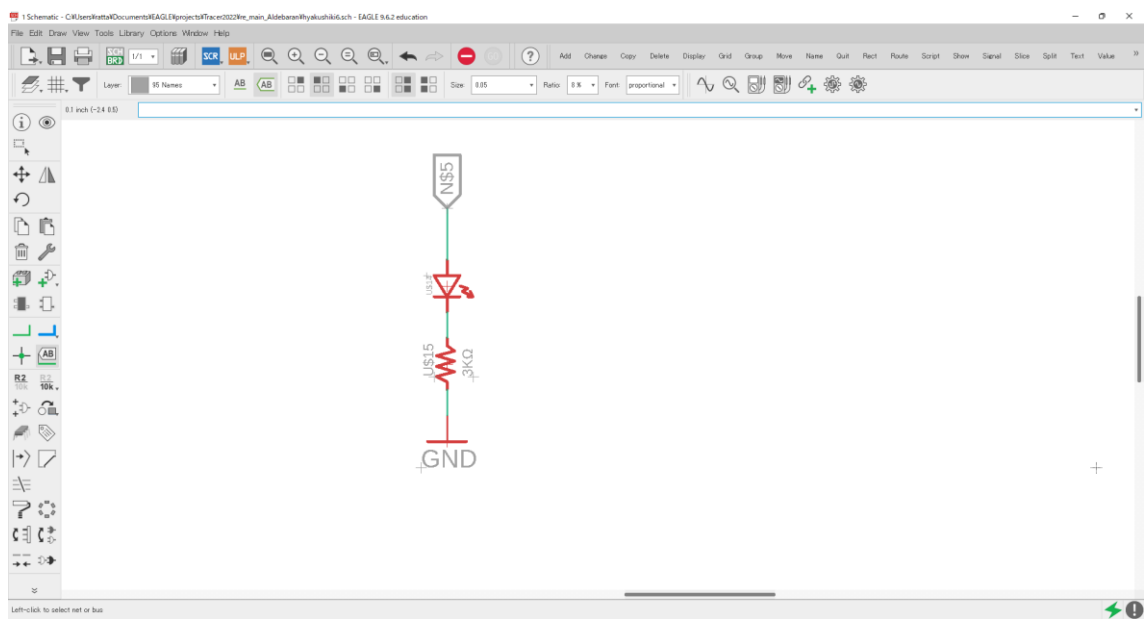 1 Schematic - C:¥Users¥ratta¥Documents¥EAGLE¥projects¥Tracer2022¥re_main_Aldebaran¥hyakushiki6.sch - EAGLE 9.6.2 education
File Edit Draw View Tools Library Options Window Help
SCH BRD 1/1 SCR ULP ? Add Change Copy Delete Display Grid Group Move Name Quit Rect Route Script Show Signal Slice Split Text Value
Layer: 95 Names AB AB Size: 0.05 Ratio: 8 % Font: proportional
0.1 inch (-2.4 0.5)
N$5
U$15
3KΩ
GND
AB
R2 R2
10k 10k
Left-click to select net or bus